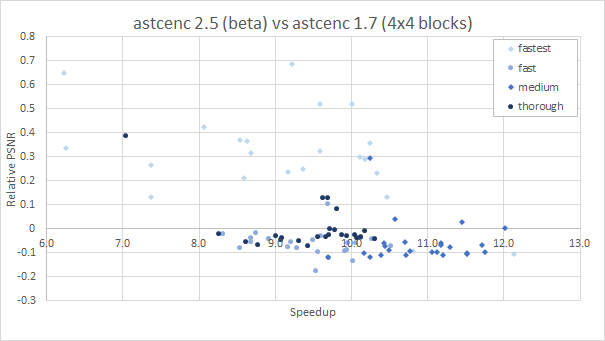 astcenc 2.5 (beta) vs astcenc 1.7 (4x4 blocks)
0.8
0.7
0.6
0.5
0.4
0.3
0.2
0.1
0
-0.1
-0.2
-0.3
Relative PSNR
6.0 7.0 8.0 9.0 10.0 11.0 12.0 13.0
Speedup
fastest
fast
medium
thorough